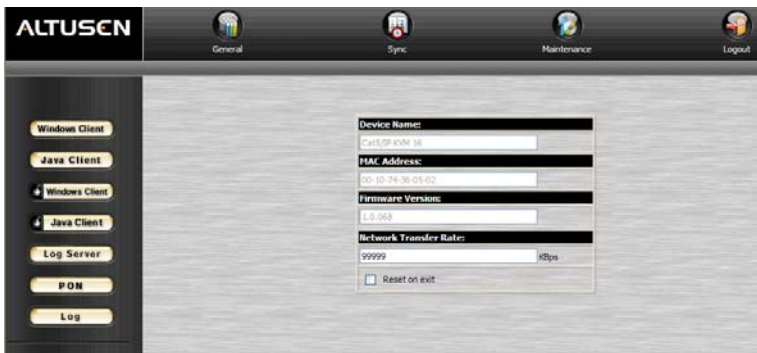 ALTUSEN
General
Sync
Maintenance
Logout
Windows Client
Java Client
Windows Client
Java Client
Log Server
PON
Log
Device Name:
Cat5/IP KVM 16
MAC Address:
00-10-74-36-05-02
Firmware Version:
1.0.068
Network Transfer Rate:
99999 KBps
Reset on exit